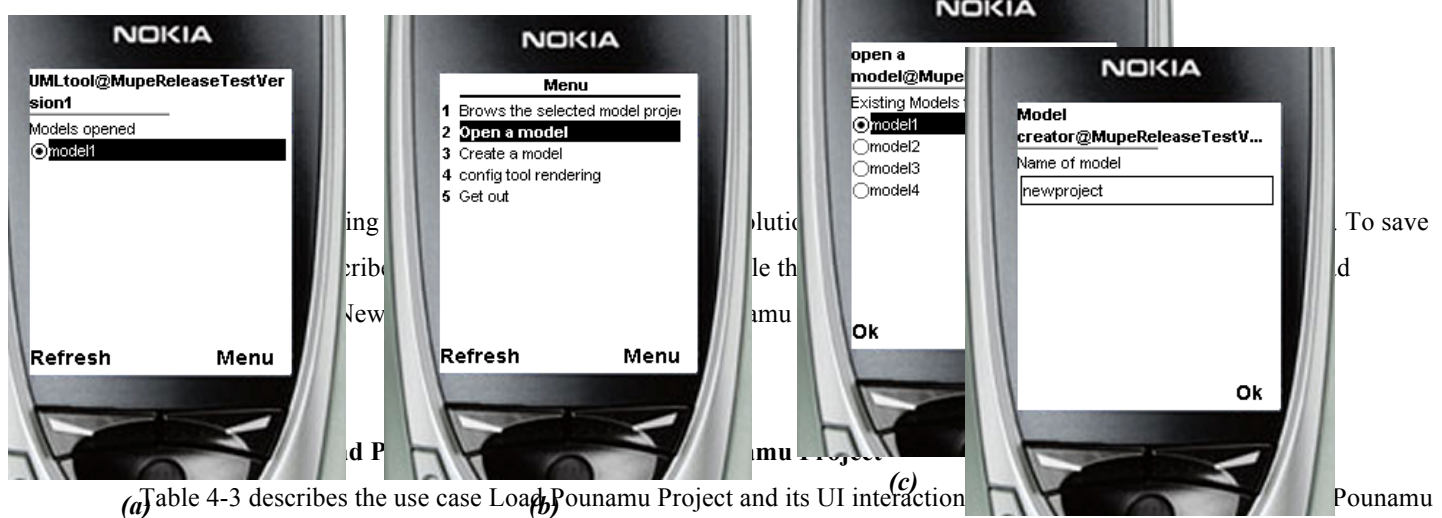 NOKIA
UMLtool@MupeReleaseTestVer
sion1
Models opened
model1
Refresh Menu
(a)
NOKIA
Menu
1 Brows the selected model proje
2 Open a model
3 Create a model
4 config tool rendering
5 Get out
Refresh Menu
(b)
NOKIA
open a
model@Mupe
Existing Models
model1
model2
model3
model4
Ok
(c)
NOKIA
Model
creator@MupeReleaseTestV...
Name of model
newproject
Ok
. To save
Table 4-3 describes the use case Load Pounamu Project and its UI interaction Pounamu